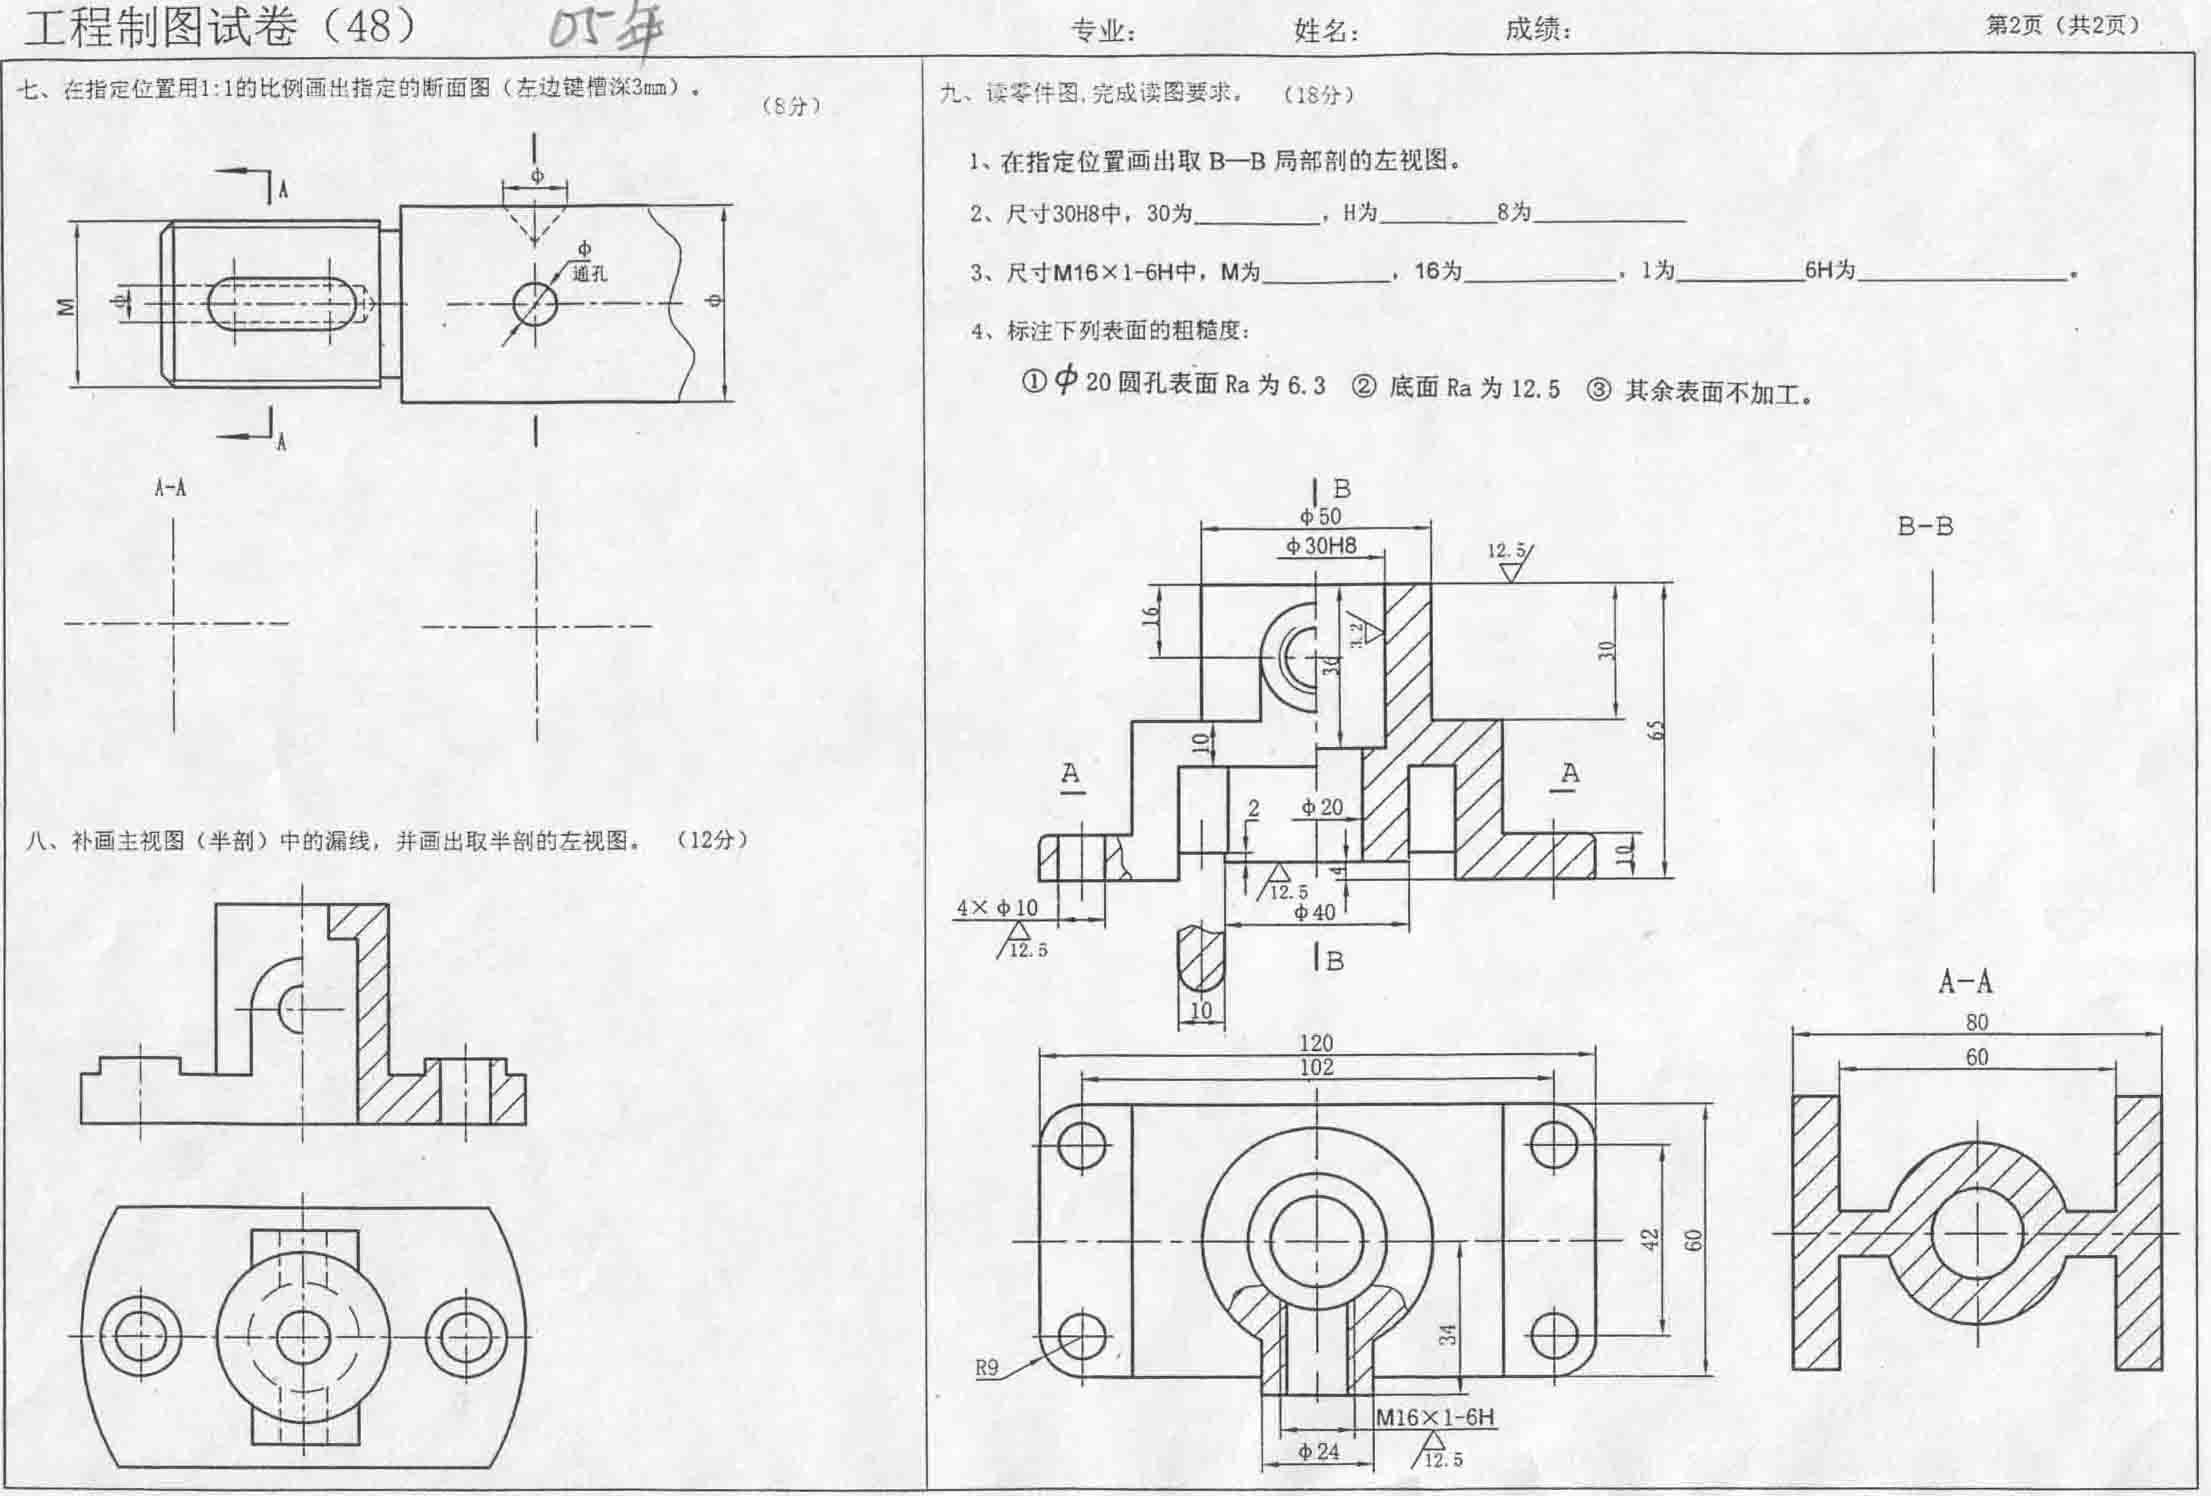 工程制图试卷（48） 05年 专业： 姓名： 成绩： 第2页（共2页）
七、在指定位置用1:1的比例画出指定的断面图（左边键槽深3mm）。
（8分）
A
φ
φ
通孔
M
φ
φ
A
A-A
八、补画主视图（半剖）中的漏线，并画出取半剖的左视图。 （12分）
九、读零件图,完成读图要求。 （18分）
1、在指定位置画出取 B—B 局部剖的左视图。
2、尺寸30H8中，30为__________，H为__________8为__________
3、尺寸M16×1-6H中，M为__________，16为__________，1为__________6H为__________。
4、标注下列表面的粗糙度:
①φ20圆孔表面 Ra 为 6.3 ② 底面 Ra 为 12.5 ③ 其余表面不加工。
B
φ50
φ30H8
12.5
B-B
16
3.2
36
30
65
10
A
A
2
φ20
10
4
12.5
4×φ10
12.5
φ40
B
10
A-A
120
102
80
60
42
60
34
R9
M16×1-6H
12.5
φ24